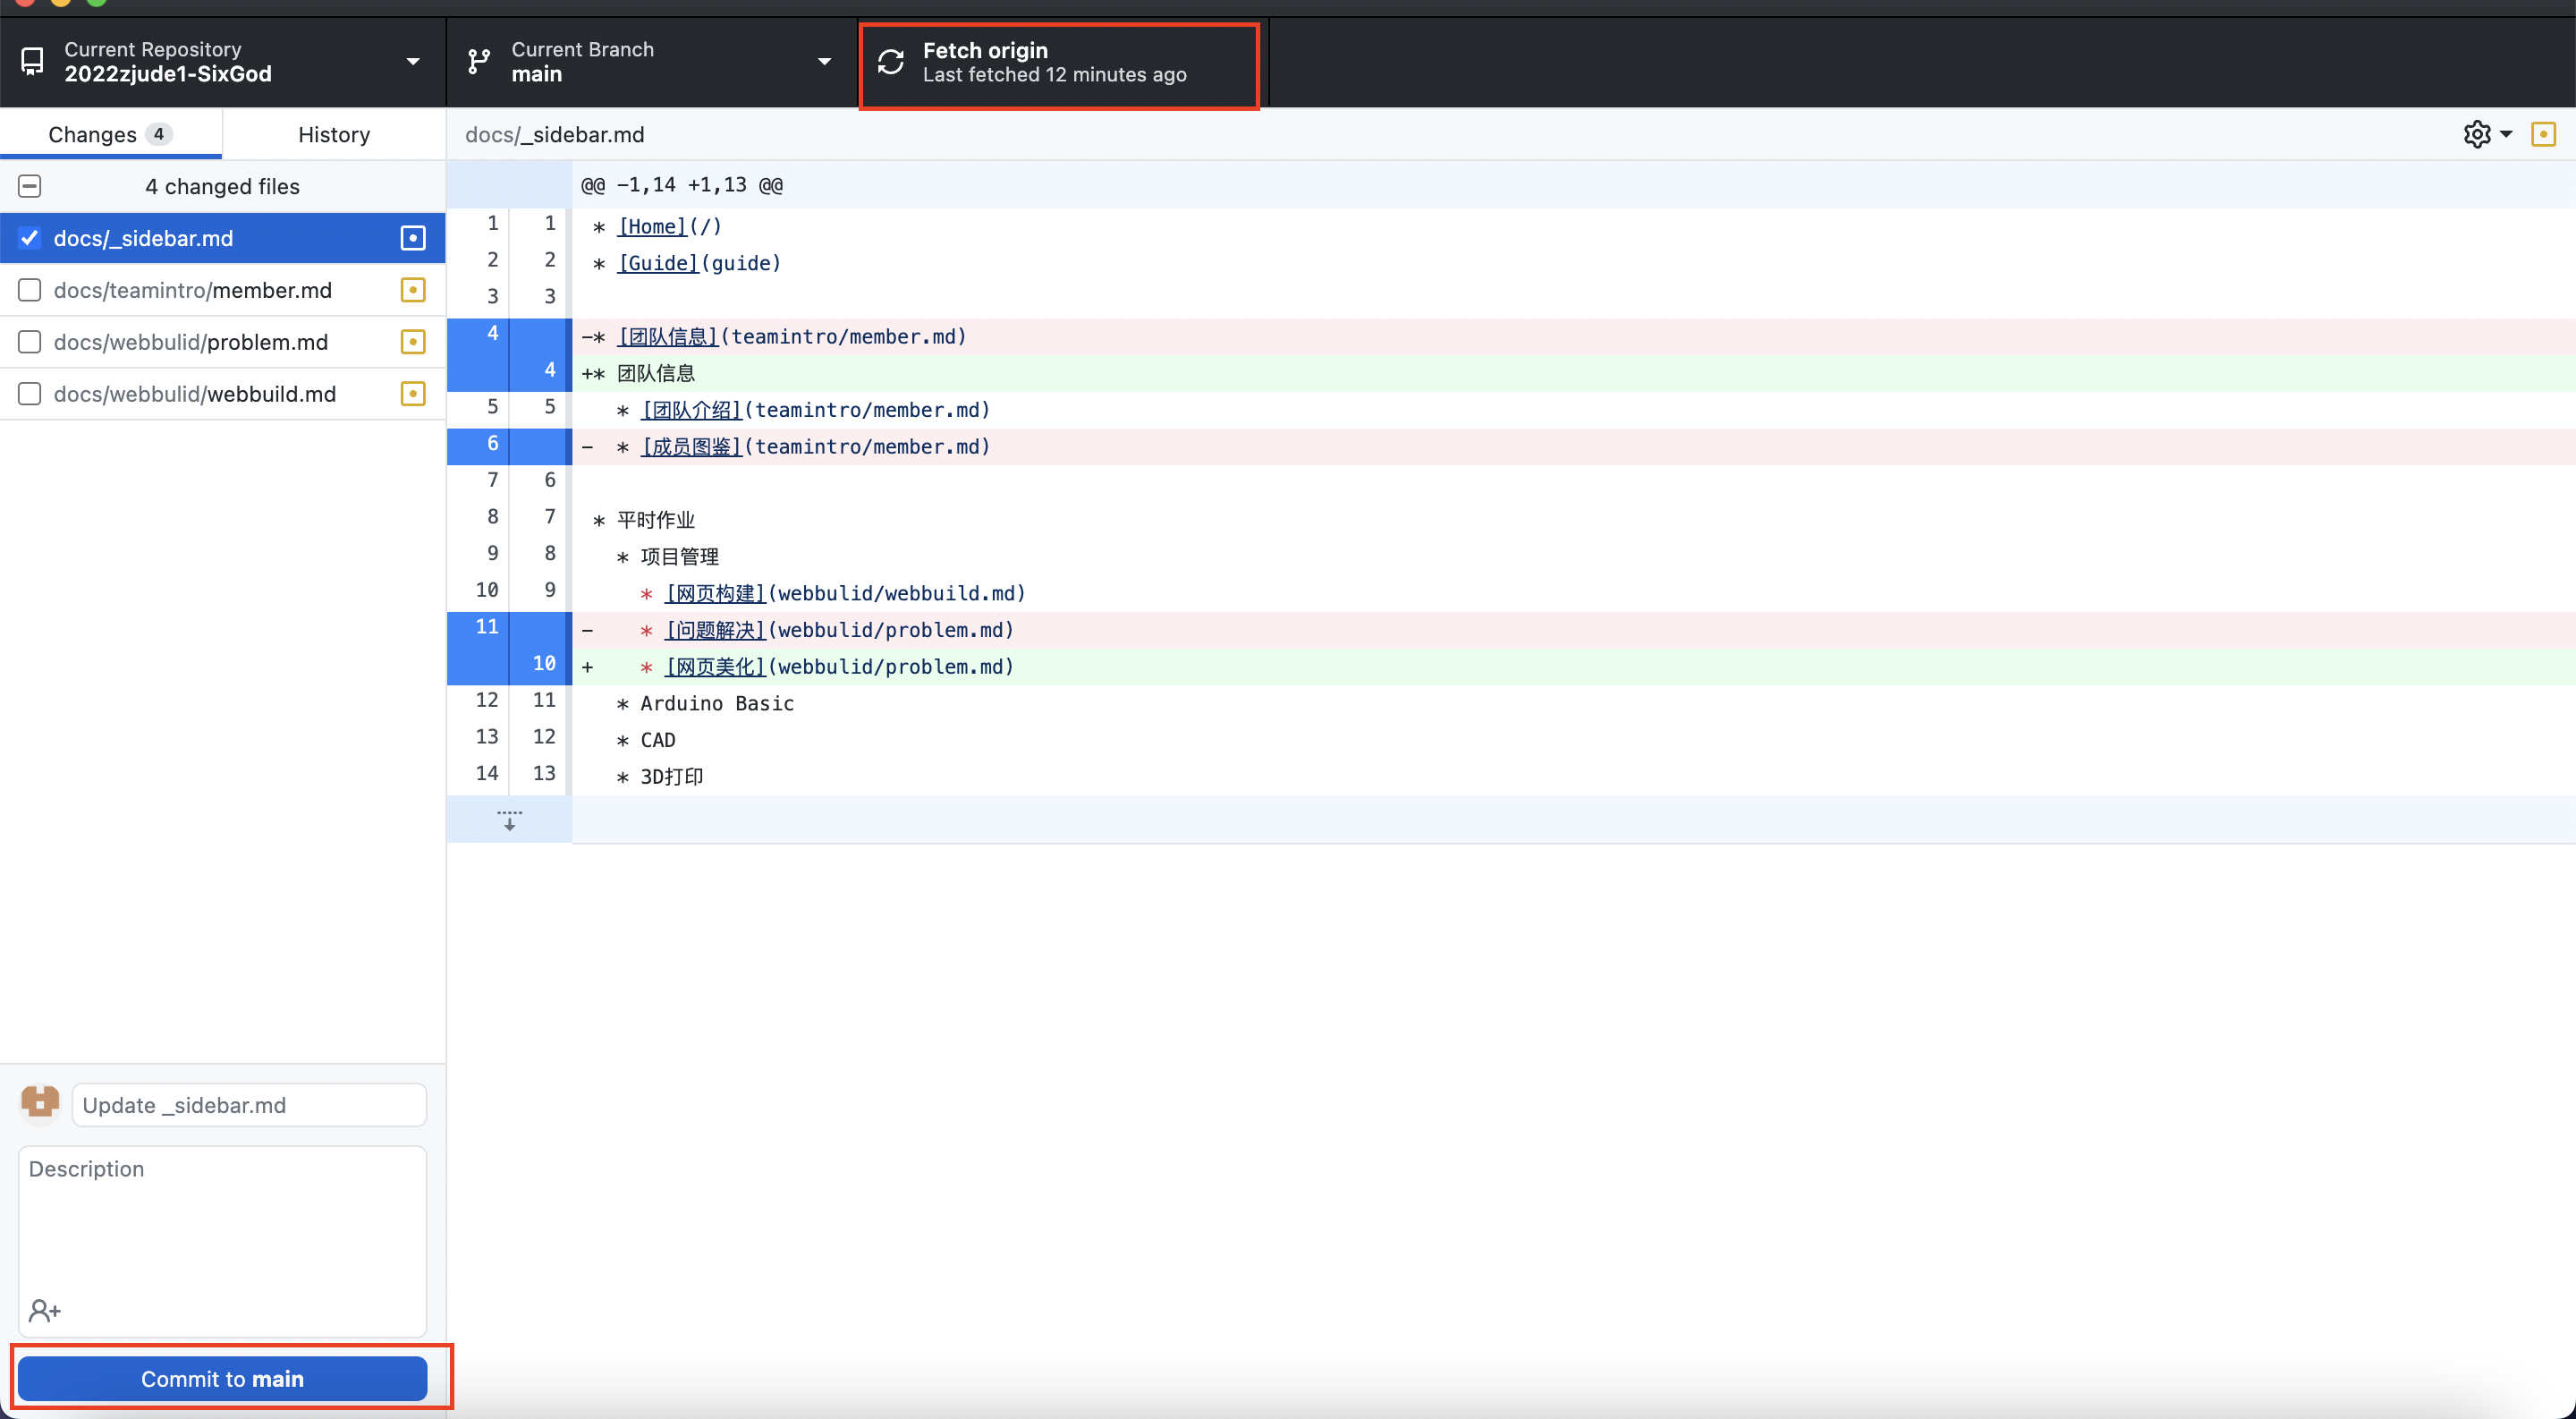 Current Repository
2022zjude1-SixGod
Current Branch
main
Fetch origin
Last fetched 12 minutes ago
Changes 4
History
docs/_sidebar.md
4 changed files
docs/_sidebar.md
docs/teamintro/member.md
docs/webbulid/problem.md
docs/webbulid/webbuild.md
@@ -1,14 +1,13 @@
1 1 * [Home](/)
2 2 * [Guide](guide)
3 3
4 -* [团队信息](teamintro/member.md)
4 +* 团队信息
5 5 * [团队介绍](teamintro/member.md)
6 - * [成员图鉴](teamintro/member.md)
7 6
8 7 * 平时作业
9 8 * 项目管理
10 9 * [网页构建](webbulid/webbuild.md)
11 - * [问题解决](webbulid/problem.md)
10 + * [网页美化](webbulid/problem.md)
12 11 * Arduino Basic
13 12 * CAD
14 13 * 3D打印
Update _sidebar.md
Description
Commit to main